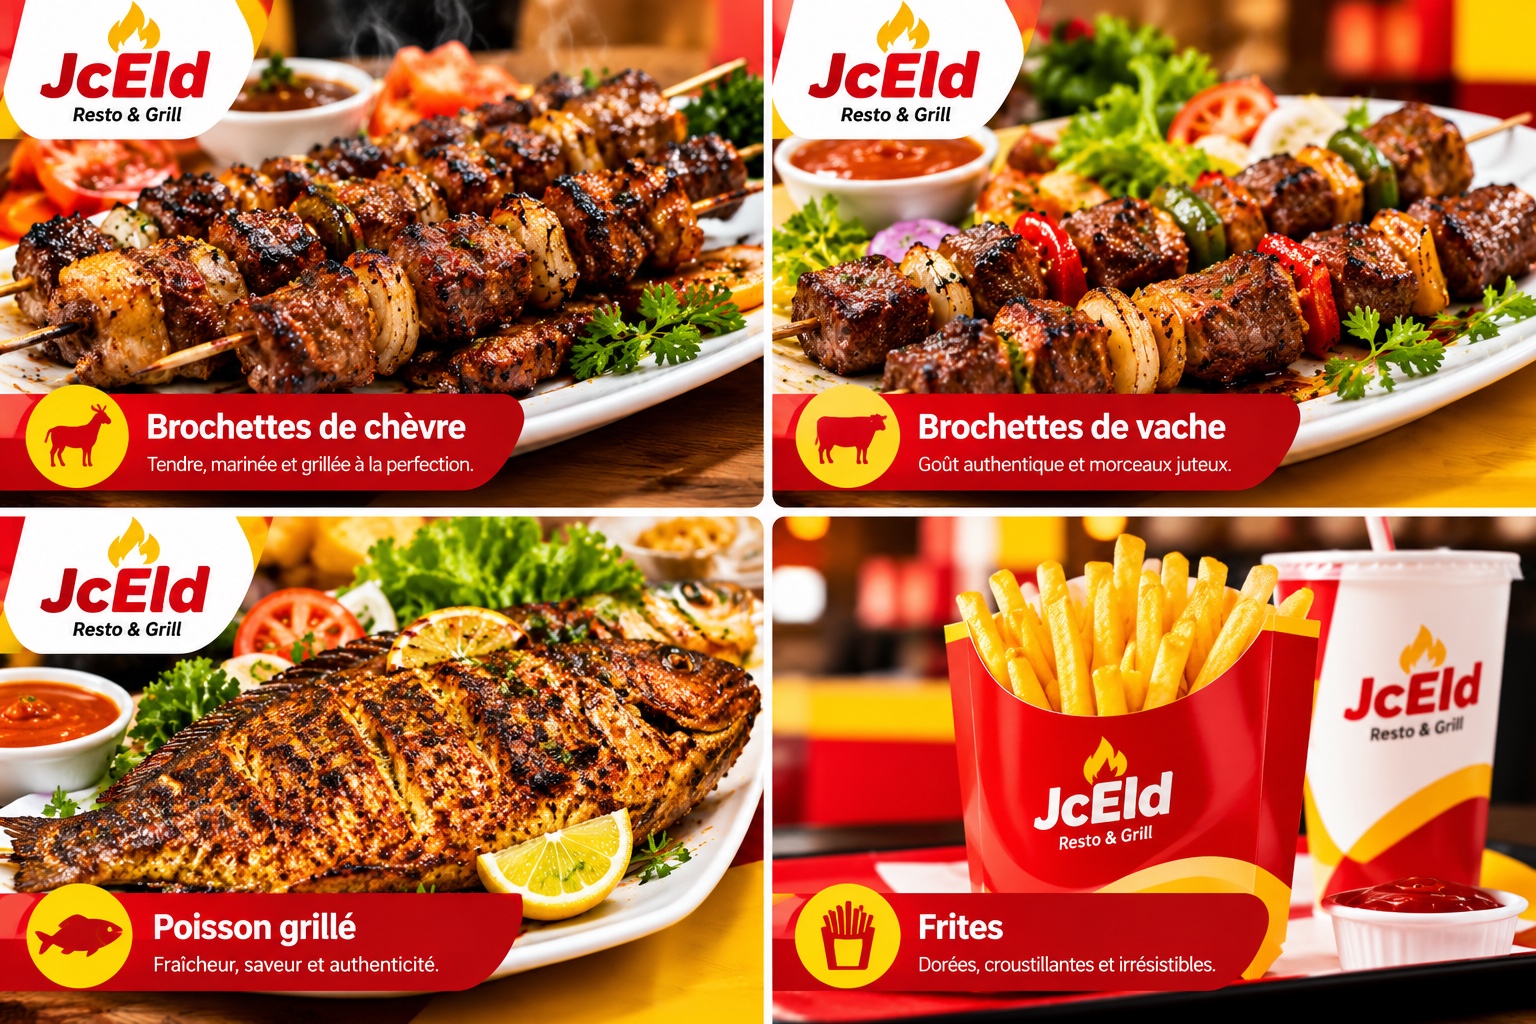 JcEld
Resto & Grill
Brochettes de chèvre
Tendre, marinée et grillée à la perfection.
JcEld
Resto & Grill
Brochettes de vache
Goût authentique et morceaux juteux.
JcEld
Resto & Grill
Poisson grillé
Fraîcheur, saveur et authenticité.
JcEld
Resto & Grill
JcEld
Resto & Grill
Frites
Dorées, croustillantes et irrésistibles.